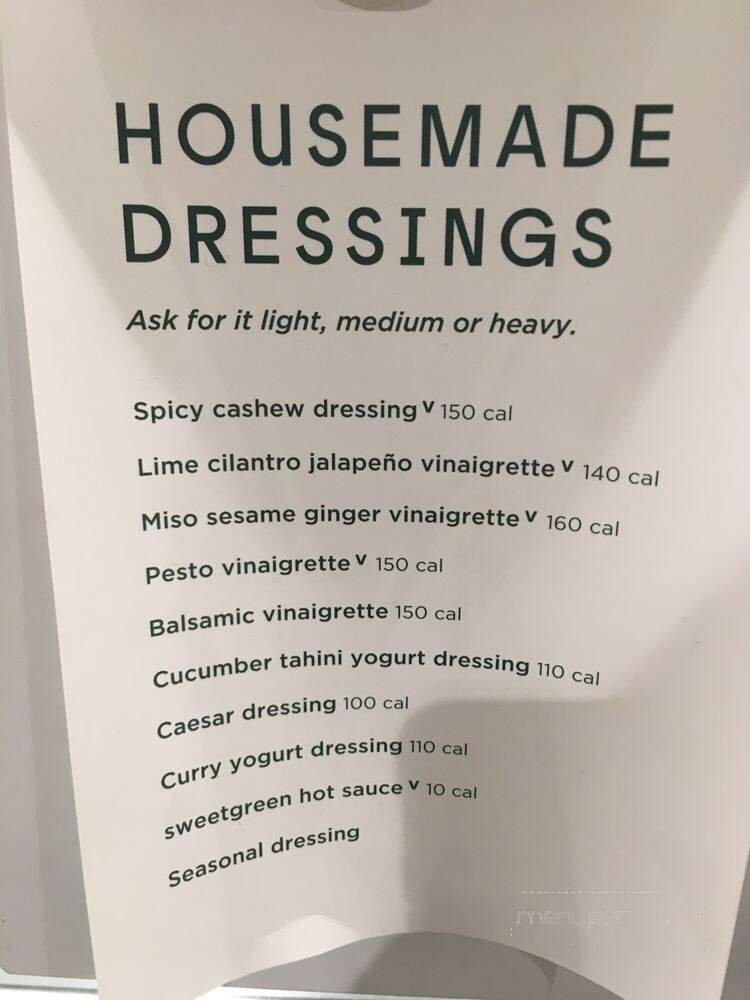 HOUSEMADE
DRESSINGS
Ask for it light, medium or heavy.
Spicy cashew dressing V 150 cal
Lime cilantro jalapeño vinaigrette V 140 cal
Miso sesame ginger vinaigrette V 160 cal
Pesto vinaigrette V 150 cal
Balsamic vinaigrette 150 cal
Cucumber tahini yogurt dressing 110 cal
Caesar dressing 100 cal
Curry yogurt dressing 110 cal
sweetgreen hot sauce V 10 cal
Seasonal dressing